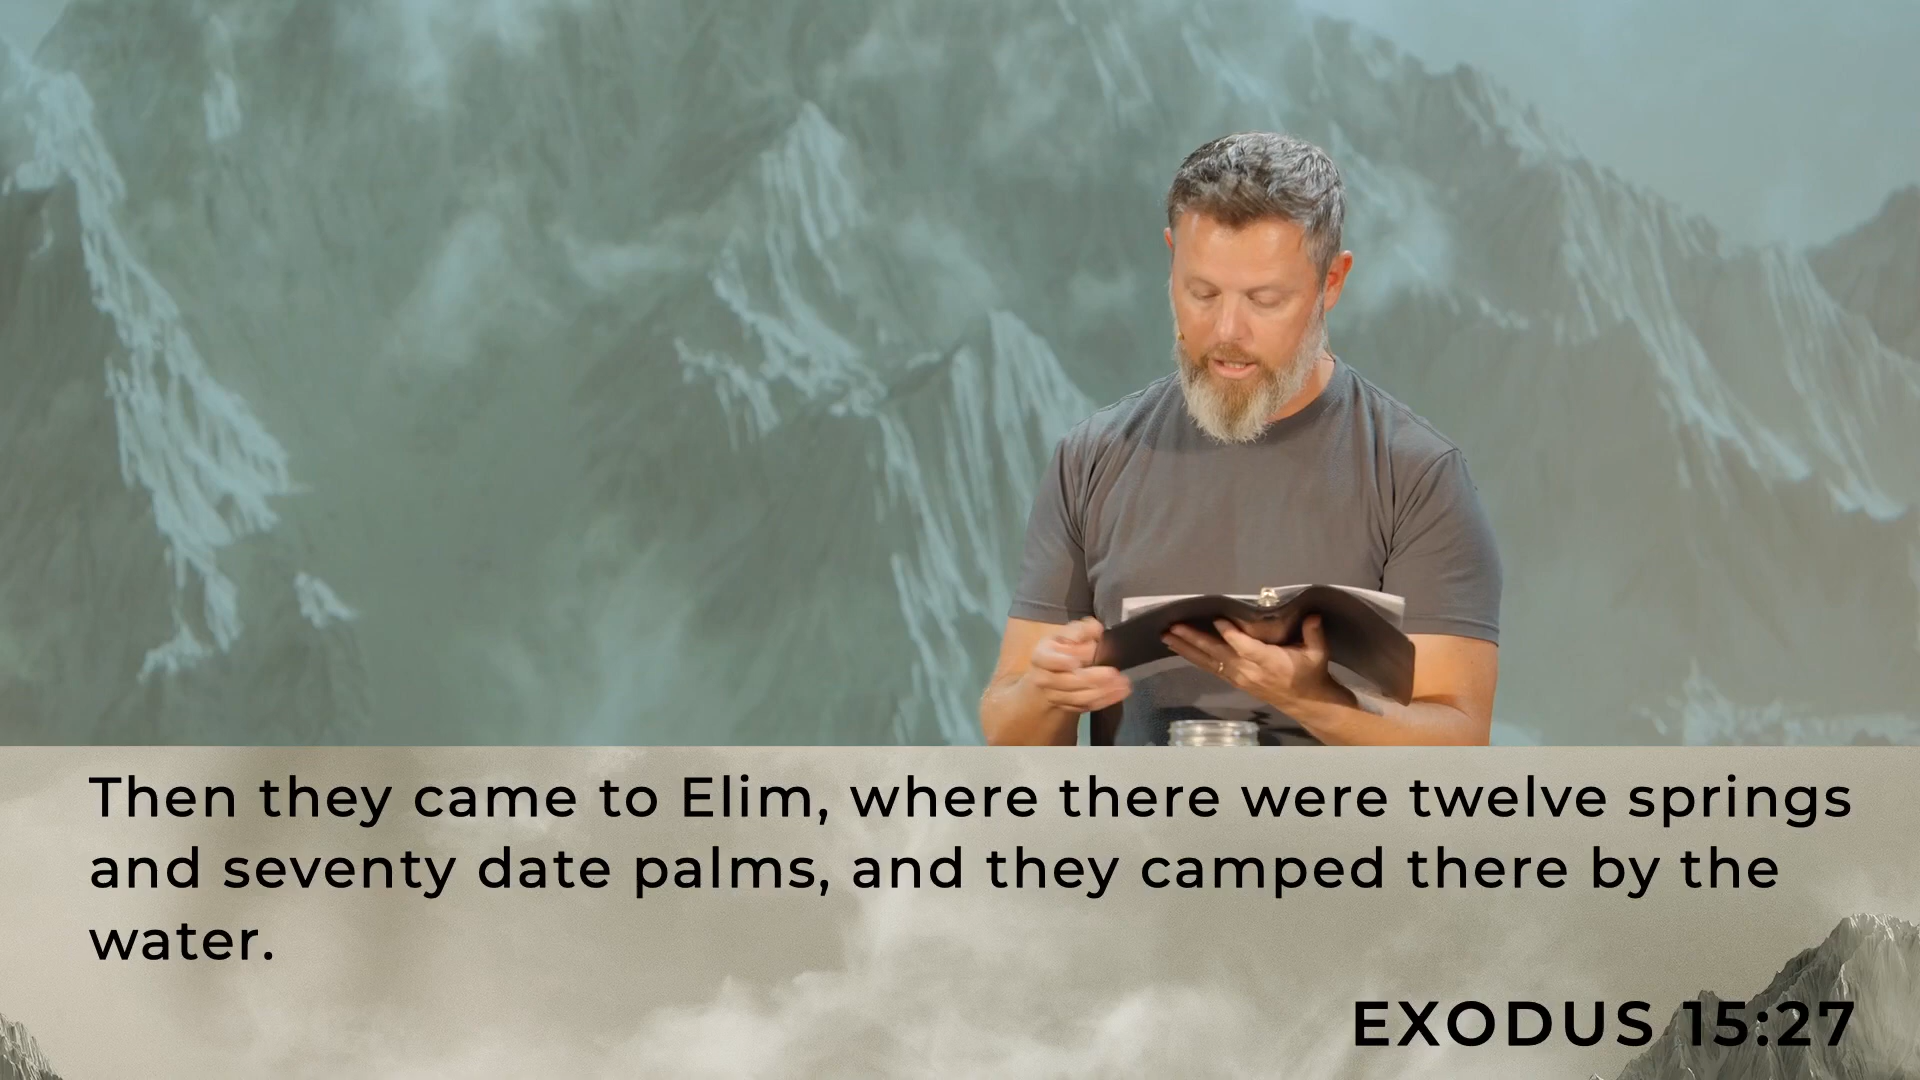 Then they came to Elim, where there were twelve springs
and seventy date palms, and they camped there by the
water.
EXODUS 15:27